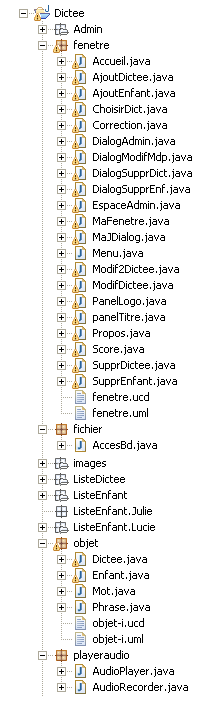 Dictee
Admin
fenetre
Accueil.java
AjoutDictee.java
AjoutEnfant.java
ChoisirDict.java
Correction.java
DialogAdmin.java
DialogModifMdp.java
DialogSupprDict.java
DialogSupprEnf.java
EspaceAdmin.java
MaFenetre.java
MaJDialog.java
Menu.java
Modif2Dictee.java
ModifDictee.java
PanelLogo.java
panelTitre.java
Propos.java
Score.java
SupprDictee.java
SupprEnfant.java
fenetre.ucd
fenetre.uml
fichier
AccesBd.java
images
ListeDictee
ListeEnfant
ListeEnfant.Julie
ListeEnfant.Lucie
objet
Dictee.java
Enfant.java
Mot.java
Phrase.java
objet-i.ucd
objet-i.uml
playeraudio
AudioPlayer.java
AudioRecorder.java